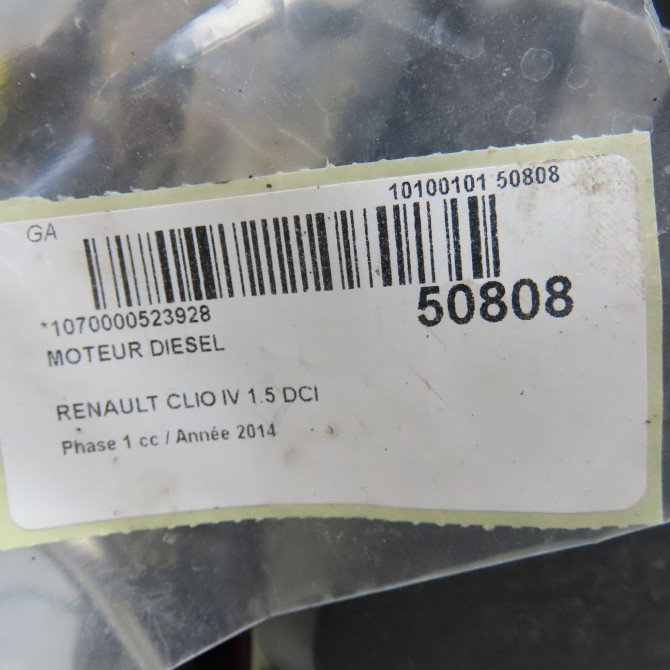 10100101 50808
GA
50808
*1070000523928
MOTEUR DIESEL
RENAULT CLIO IV 1.5 DCI
Phase 1 cc / Année 2014